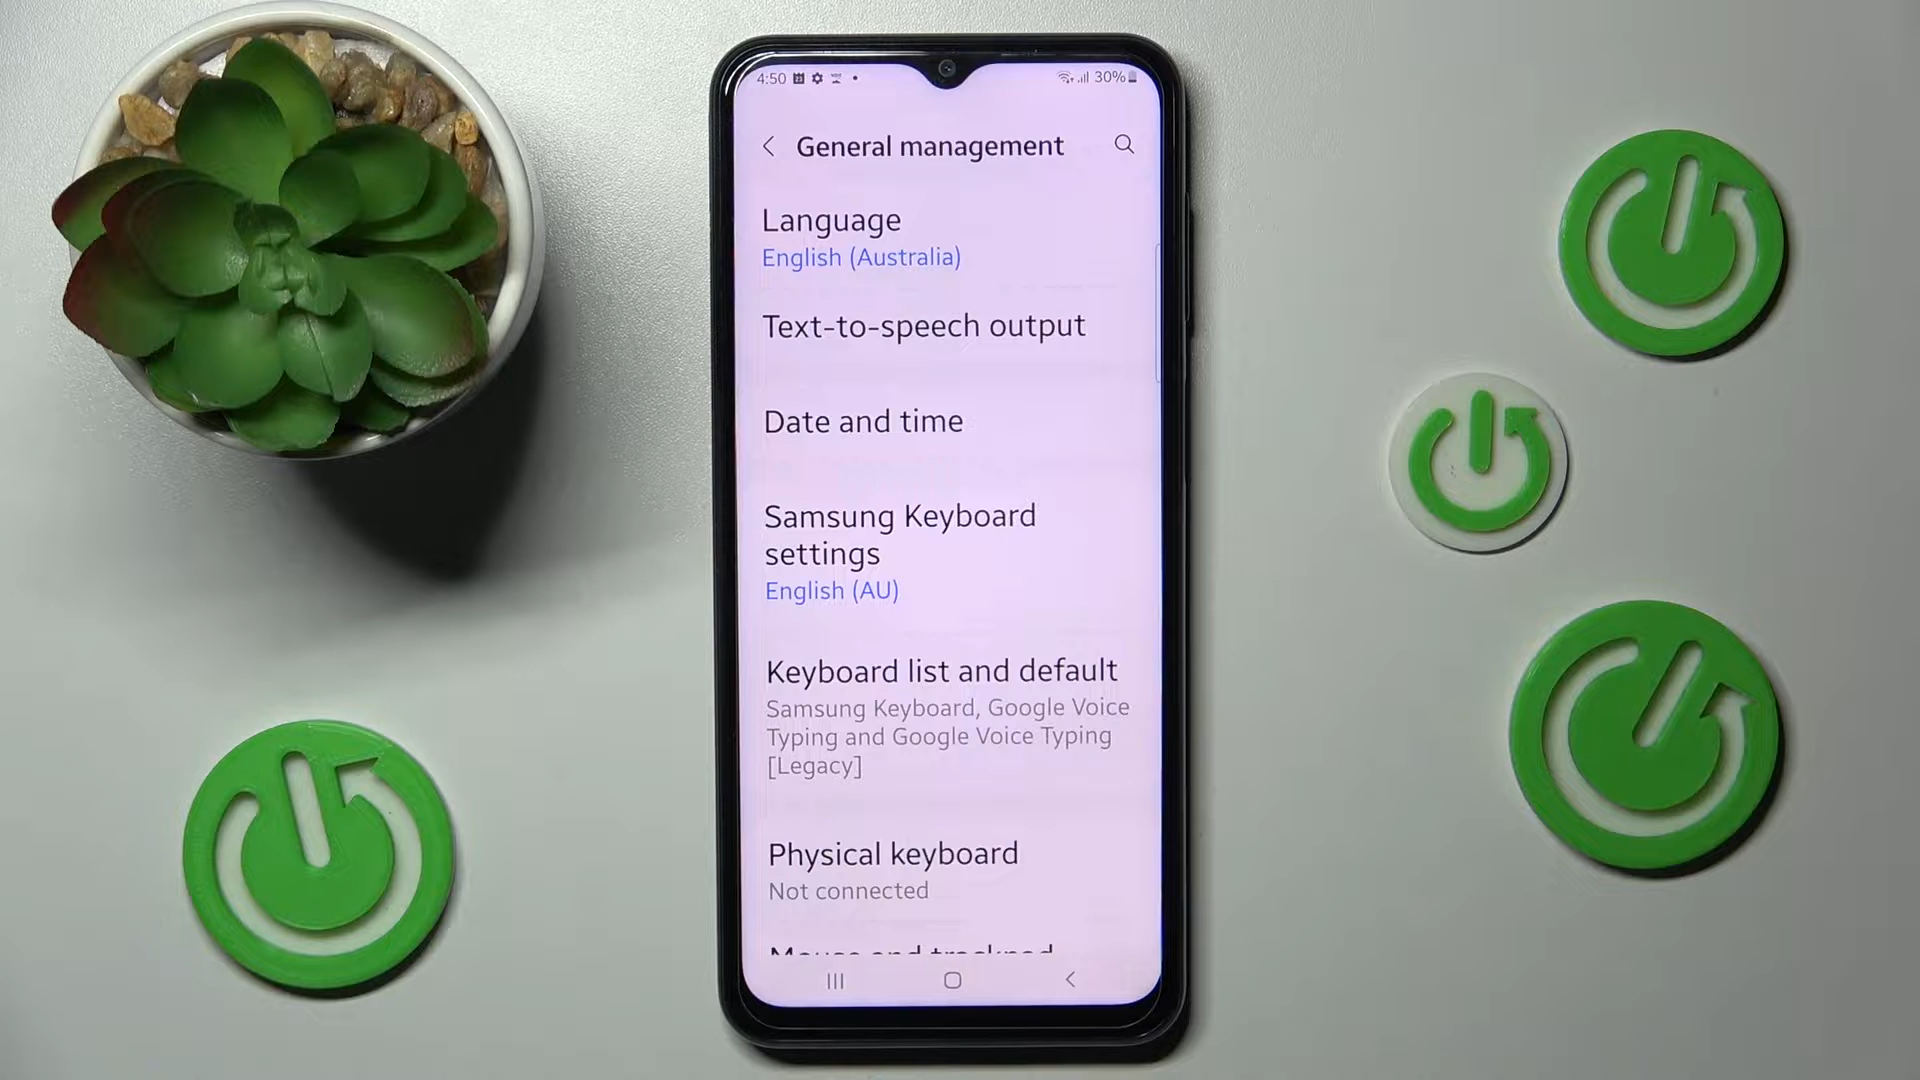 4:50
30%
General management
Language
English (Australia)
Text-to-speech output
Date and time
Samsung Keyboard
settings
English (AU)
Keyboard list and default
Samsung Keyboard, Google Voice
Typing and Google Voice Typing
[Legacy]
Physical keyboard
Not connected
Mouse and trackpad